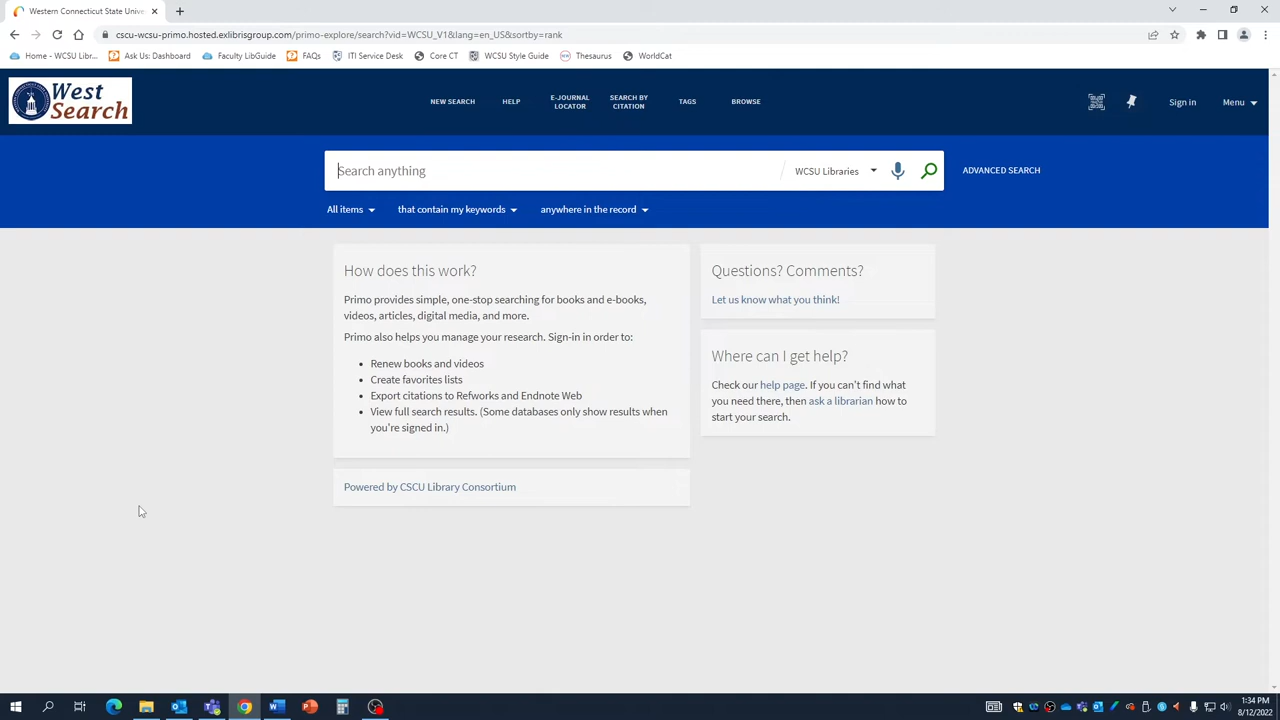 Western Connecticut State Unive
cscu-wcsu-primo.hosted.exlibrisgroup.com/primo-explore/search?vid=WCSU_V1&lang=en_US&sortby=rank
Home - WCSU Libr...
Ask Us: Dashboard
Faculty LibGuide
FAQs
ITI Service Desk
Core CT
WCSU Style Guide
Thesaurus
WorldCat
West
Search
NEW SEARCH
HELP
E-JOURNAL
LOCATOR
SEARCH BY
CITATION
TAGS
BROWSE
Sign in
Menu
Search anything
WCSU Libraries
ADVANCED SEARCH
All items
that contain my keywords
anywhere in the record
How does this work?
Primo provides simple, one-stop searching for books and e-books,
videos, articles, digital media, and more.
Primo also helps you manage your research. Sign-in in order to:
• Renew books and videos
• Create favorites lists
• Export citations to Refworks and Endnote Web
• View full search results. (Some databases only show results when
you're signed in.)
Powered by CSCU Library Consortium
Questions? Comments?
Let us know what you think!
Where can I get help?
Check our help page. If you can't find what
you need there, then ask a librarian how to
start your search.
1:34 PM
8/12/2022